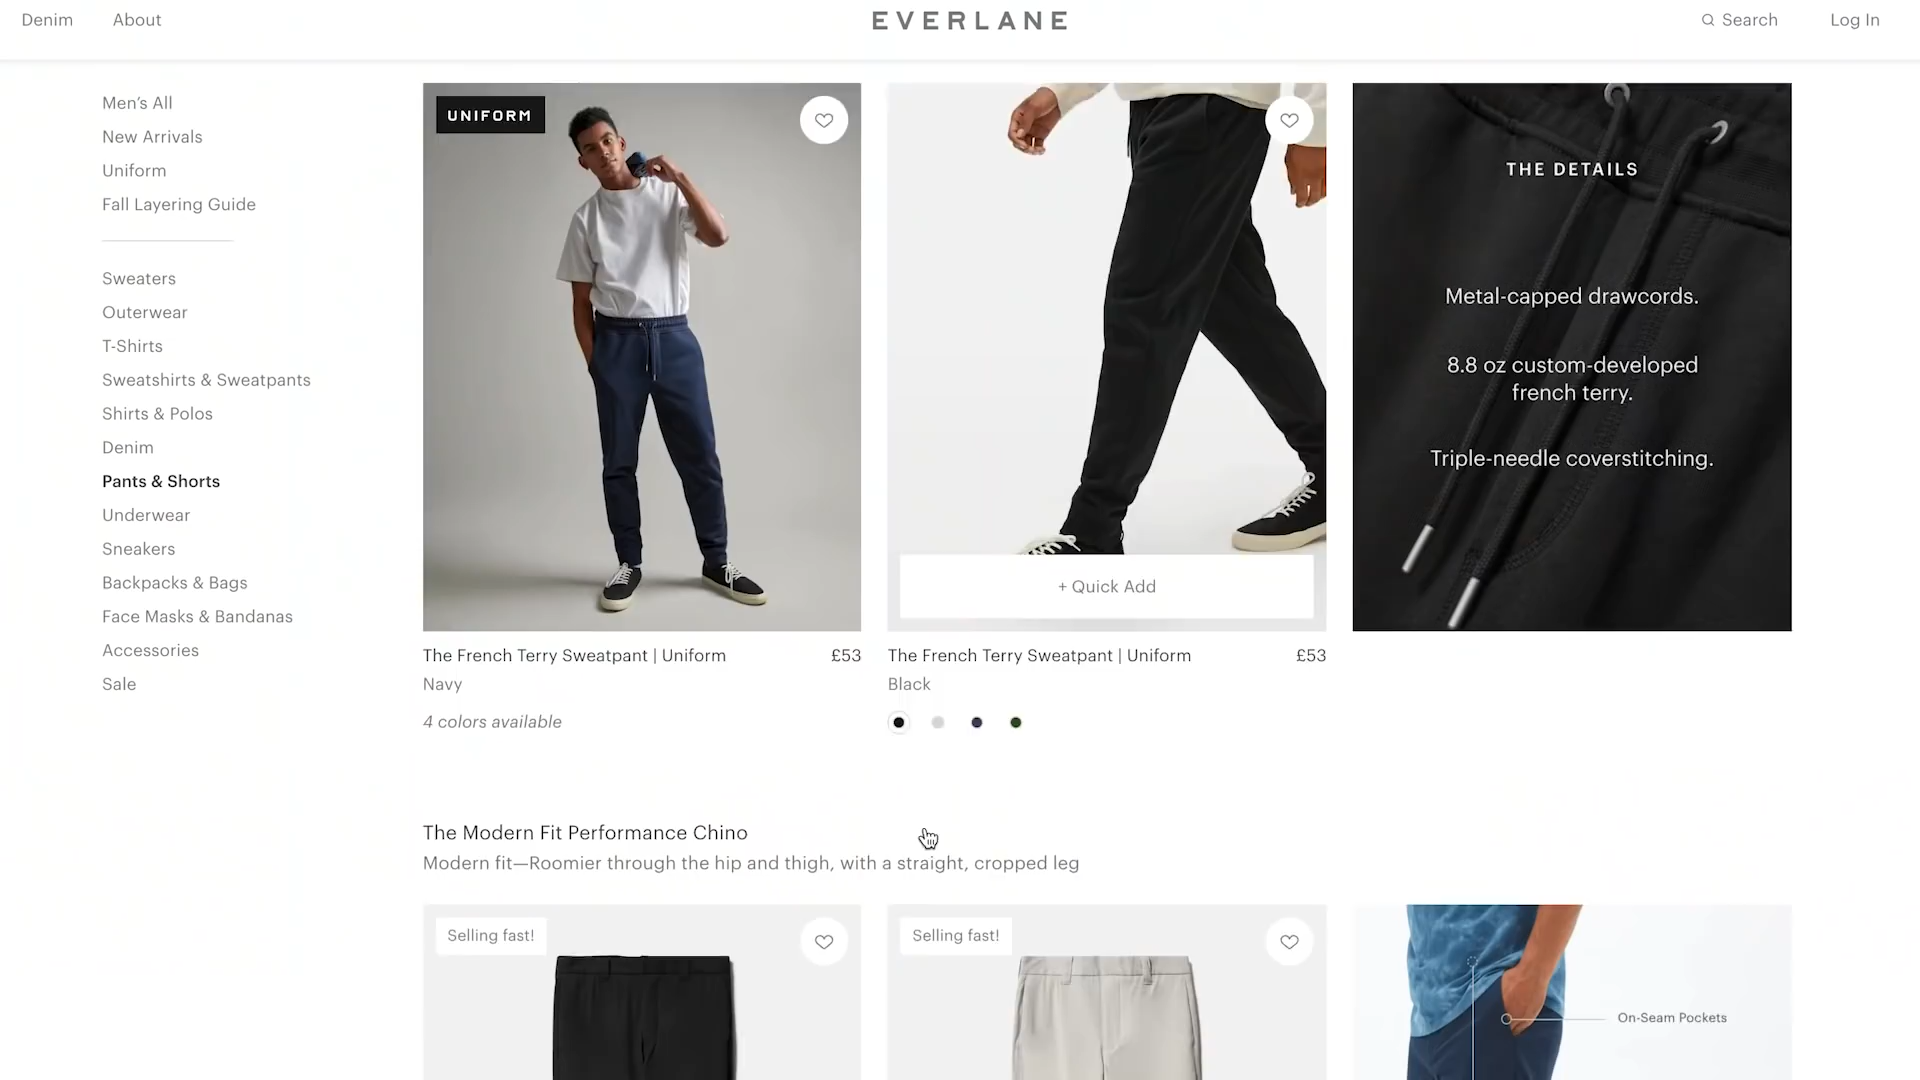 Denim
About
EVERLANE
Search
Log In
Men's All
New Arrivals
Uniform
Fall Layering Guide
Sweaters
Outerwear
T-Shirts
Sweatshirts & Sweatpants
Shirts & Polos
Denim
Pants & Shorts
Underwear
Sneakers
Backpacks & Bags
Face Masks & Bandanas
Accessories
Sale
UNIFORM
The French Terry Sweatpant | Uniform
£53
Navy
4 colors available
+ Quick Add
The French Terry Sweatpant | Uniform
£53
Black
THE DETAILS
Metal-capped drawcords.
8.8 oz custom-developed
french terry.
Triple-needle coverstitching.
The Modern Fit Performance Chino
Modern fit—Roomier through the hip and thigh, with a straight, cropped leg
Selling fast!
Selling fast!
On-Seam Pockets